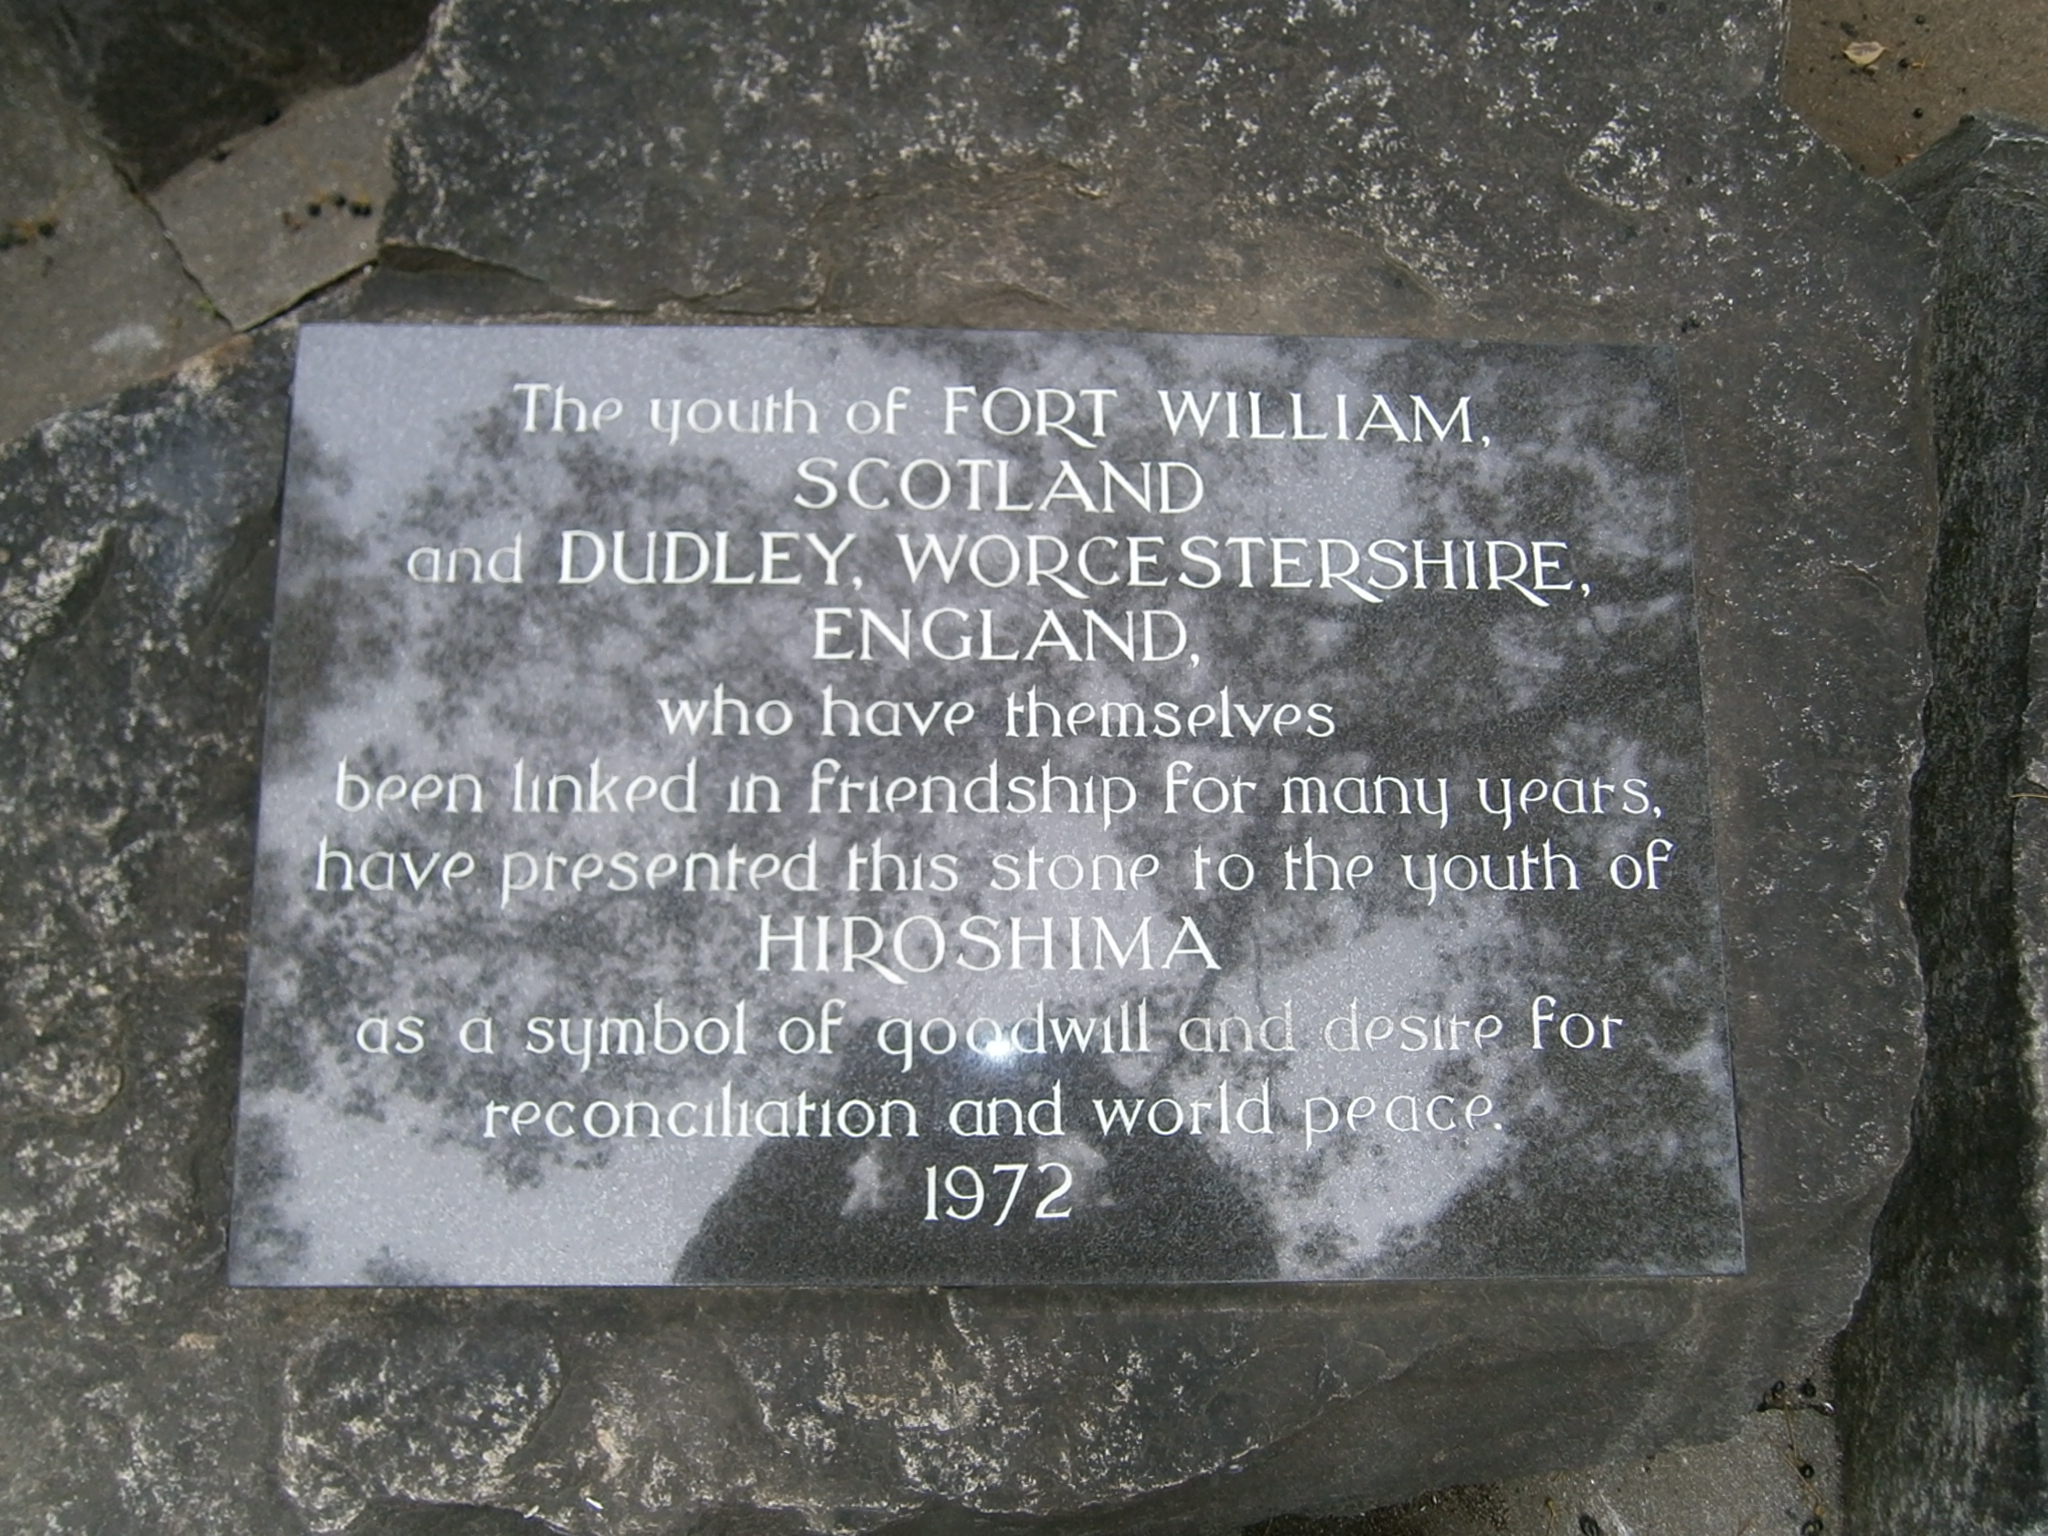 The youth of FORT WILLIAM,
SCOTLAND
and DUDLEY, WORCESTERSHIRE,
ENGLAND,
who have themselves
been linked in friendship for many years,
have presented this stone to the youth of
HIROSHIMA
as a symbol of goodwill and desire for
reconciliation and world peace.
1972